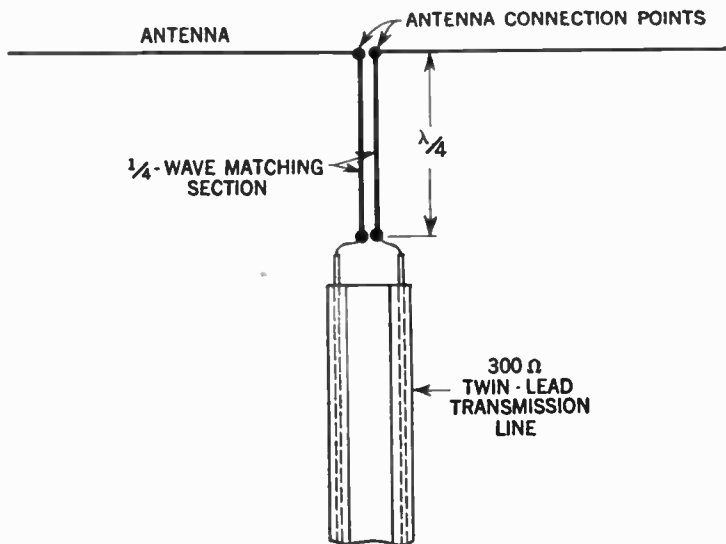 ANTENNA CONNECTION POINTS
ANTENNA
λ/4
1/4-WAVE MATCHING
SECTION
300 Ω
TWIN-LEAD
TRANSMISSION
LINE